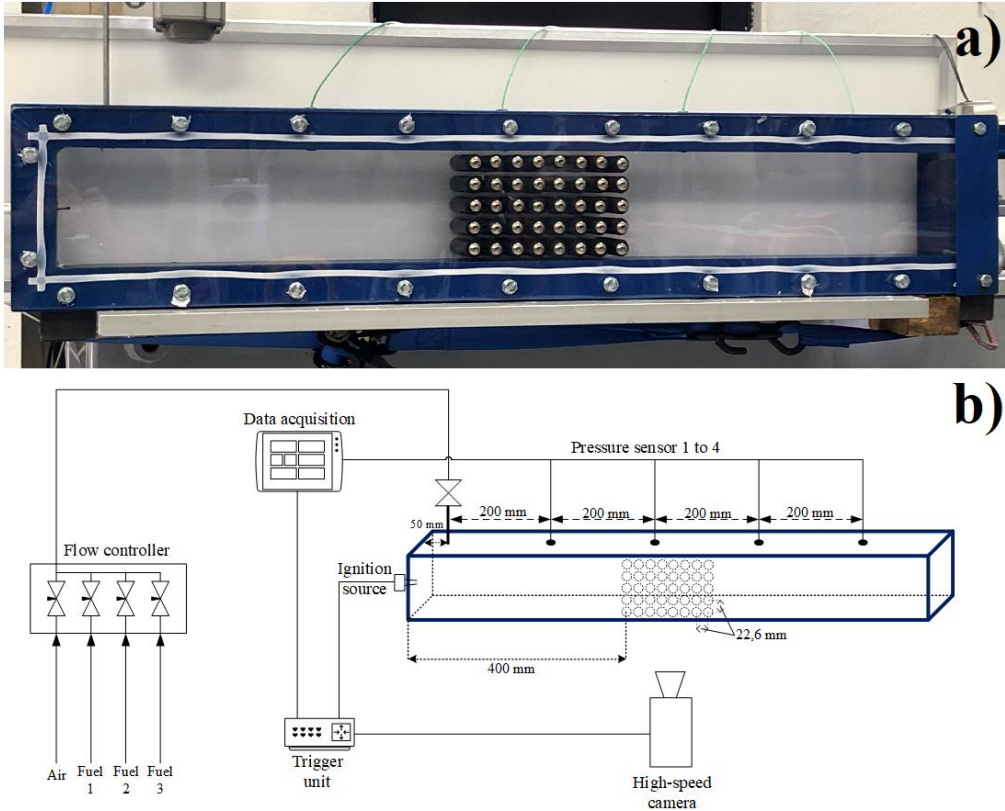 a)
b)
Data acquisition
Pressure sensor 1 to 4
200 mm
200 mm
200 mm
200 mm
50 mm
Flow controller
Ignition
source
22,6 mm
400 mm
Air
Fuel
1
Fuel
2
Fuel
3
Trigger
unit
High-speed
camera